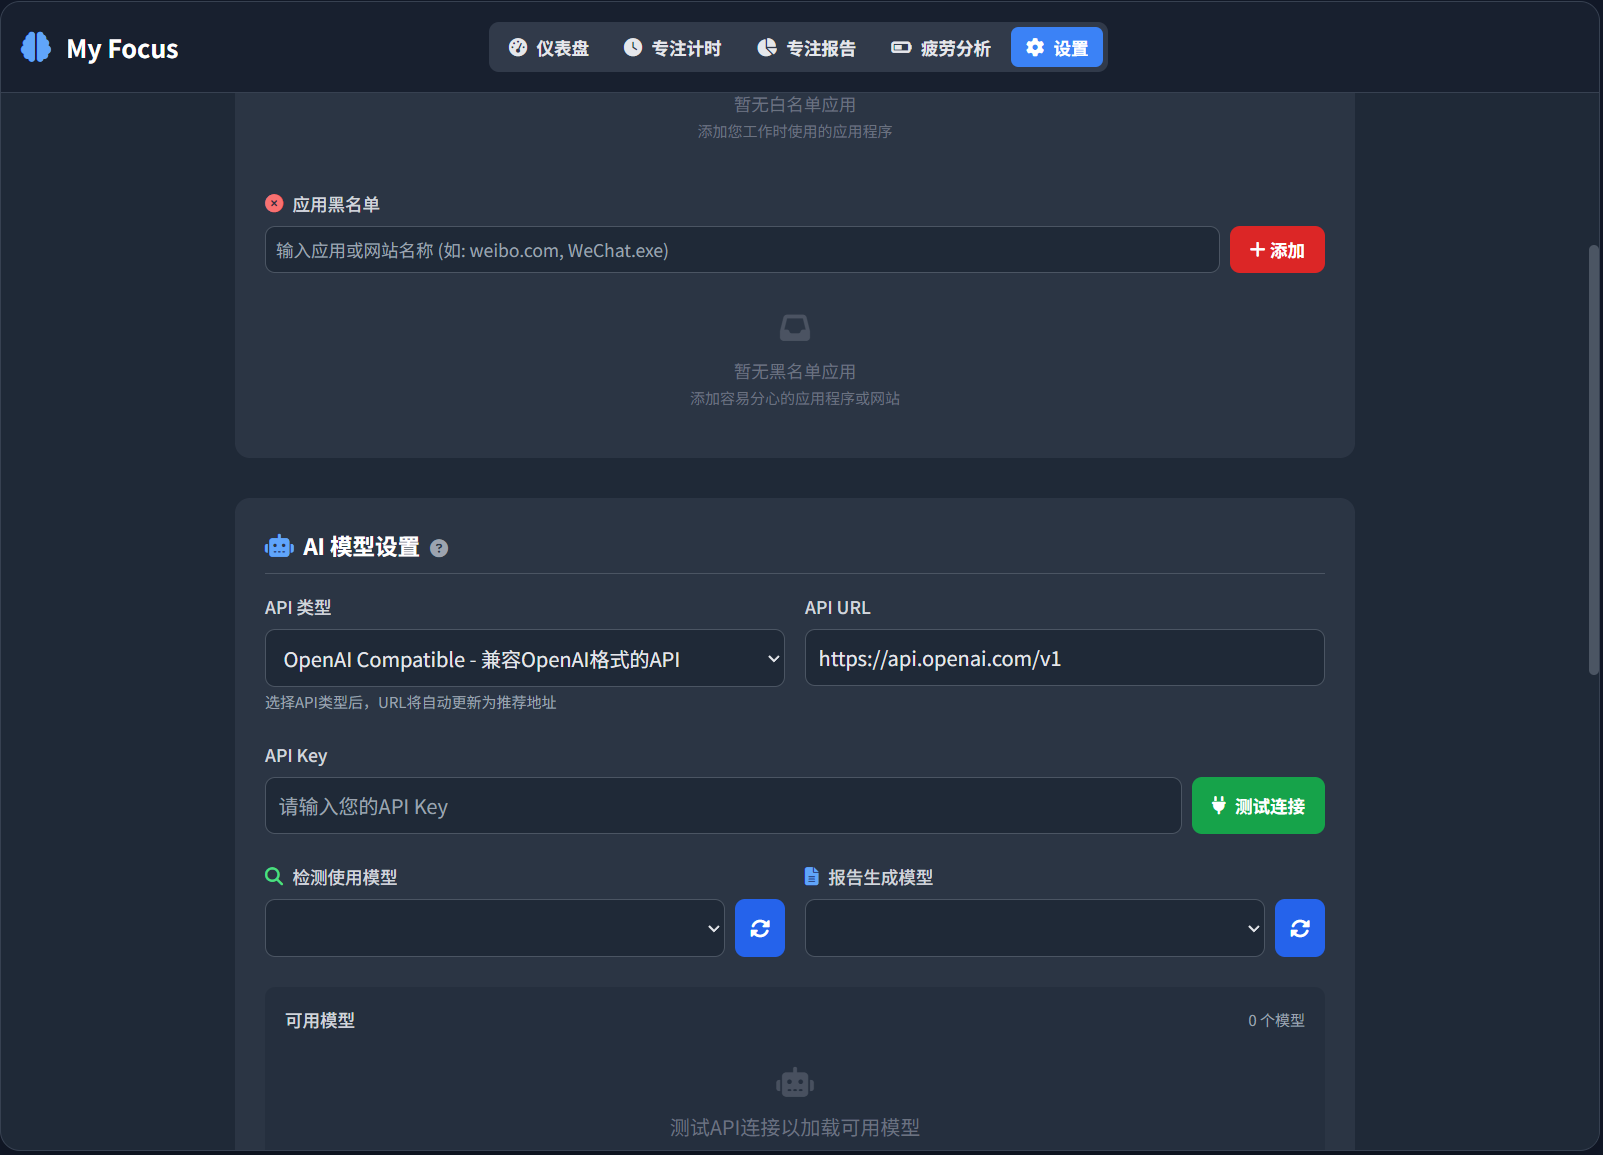 My Focus
仪表盘
专注计时
专注报告
疲劳分析
设置
暂无白名单应用
添加您工作时使用的应用程序
应用黑名单
输入应用或网站名称 (如: weibo.com, WeChat.exe)
添加
暂无黑名单应用
添加容易分心的应用程序或网站
AI 模型设置 ?
API 类型
API URL
OpenAI Compatible - 兼容OpenAI格式的API
https://api.openai.com/v1
选择API类型后，URL将自动更新为推荐地址
API Key
请输入您的API Key
测试连接
检测使用模型
报告生成模型
可用模型
0 个模型
测试API连接以加载可用模型